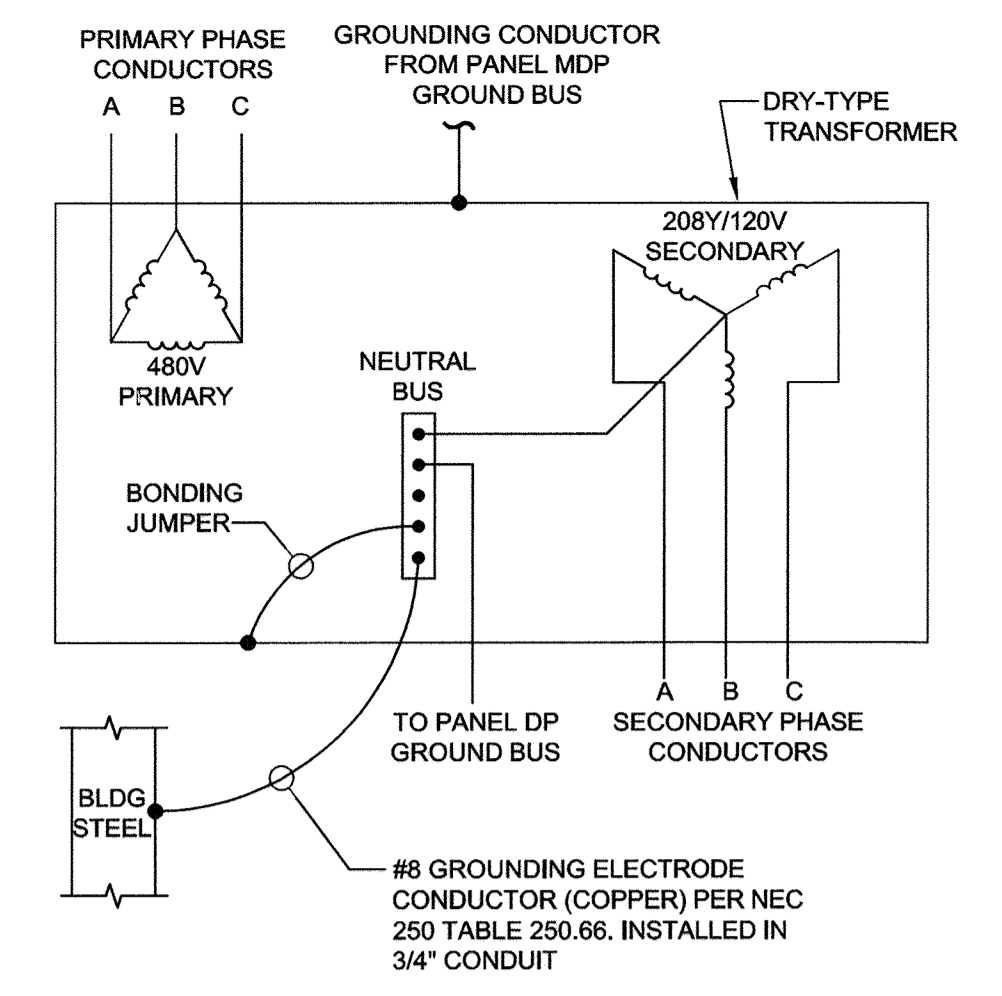 PRIMARY PHASE
CONDUCTORS
A B C
GROUNDING CONDUCTOR
FROM PANEL MDP
GROUND BUS
DRY-TYPE
TRANSFORMER
208Y/120V
SECONDARY
480V
PRIMARY
NEUTRAL
BUS
BONDING
JUMPER
A B C
SECONDARY PHASE
CONDUCTORS
TO PANEL DP
GROUND BUS
BLDG
STEEL
#8 GROUNDING ELECTRODE
CONDUCTOR (COPPER) PER NEC
250 TABLE 250.66. INSTALLED IN
3/4" CONDUIT